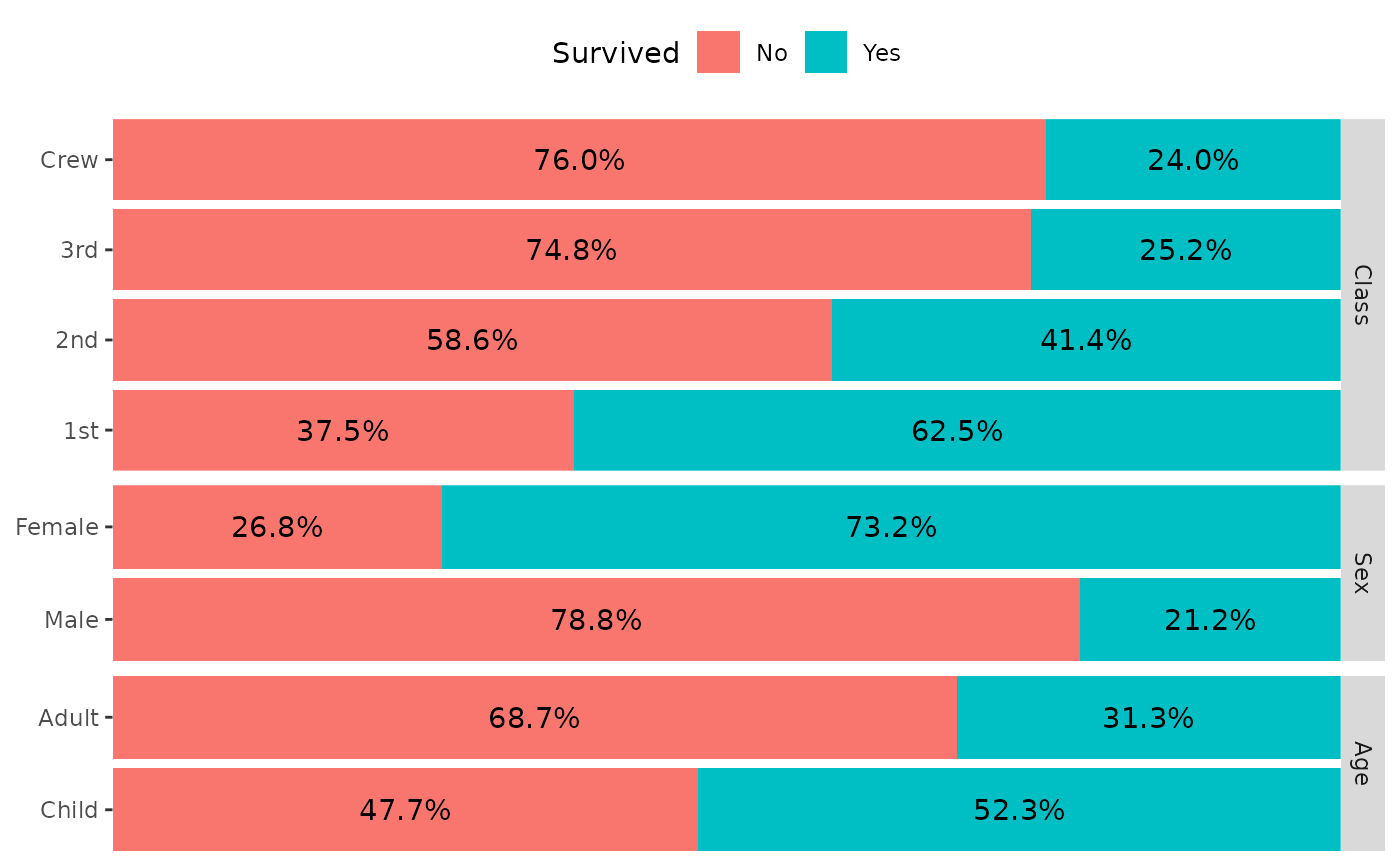 Survived No Yes
Crew 76.0% 24.0%
3rd 74.8% 25.2%
2nd 58.6% 41.4%
1st 37.5% 62.5%
Class
Female 26.8% 73.2%
Male 78.8% 21.2%
Sex
Adult 68.7% 31.3%
Child 47.7% 52.3%
Age